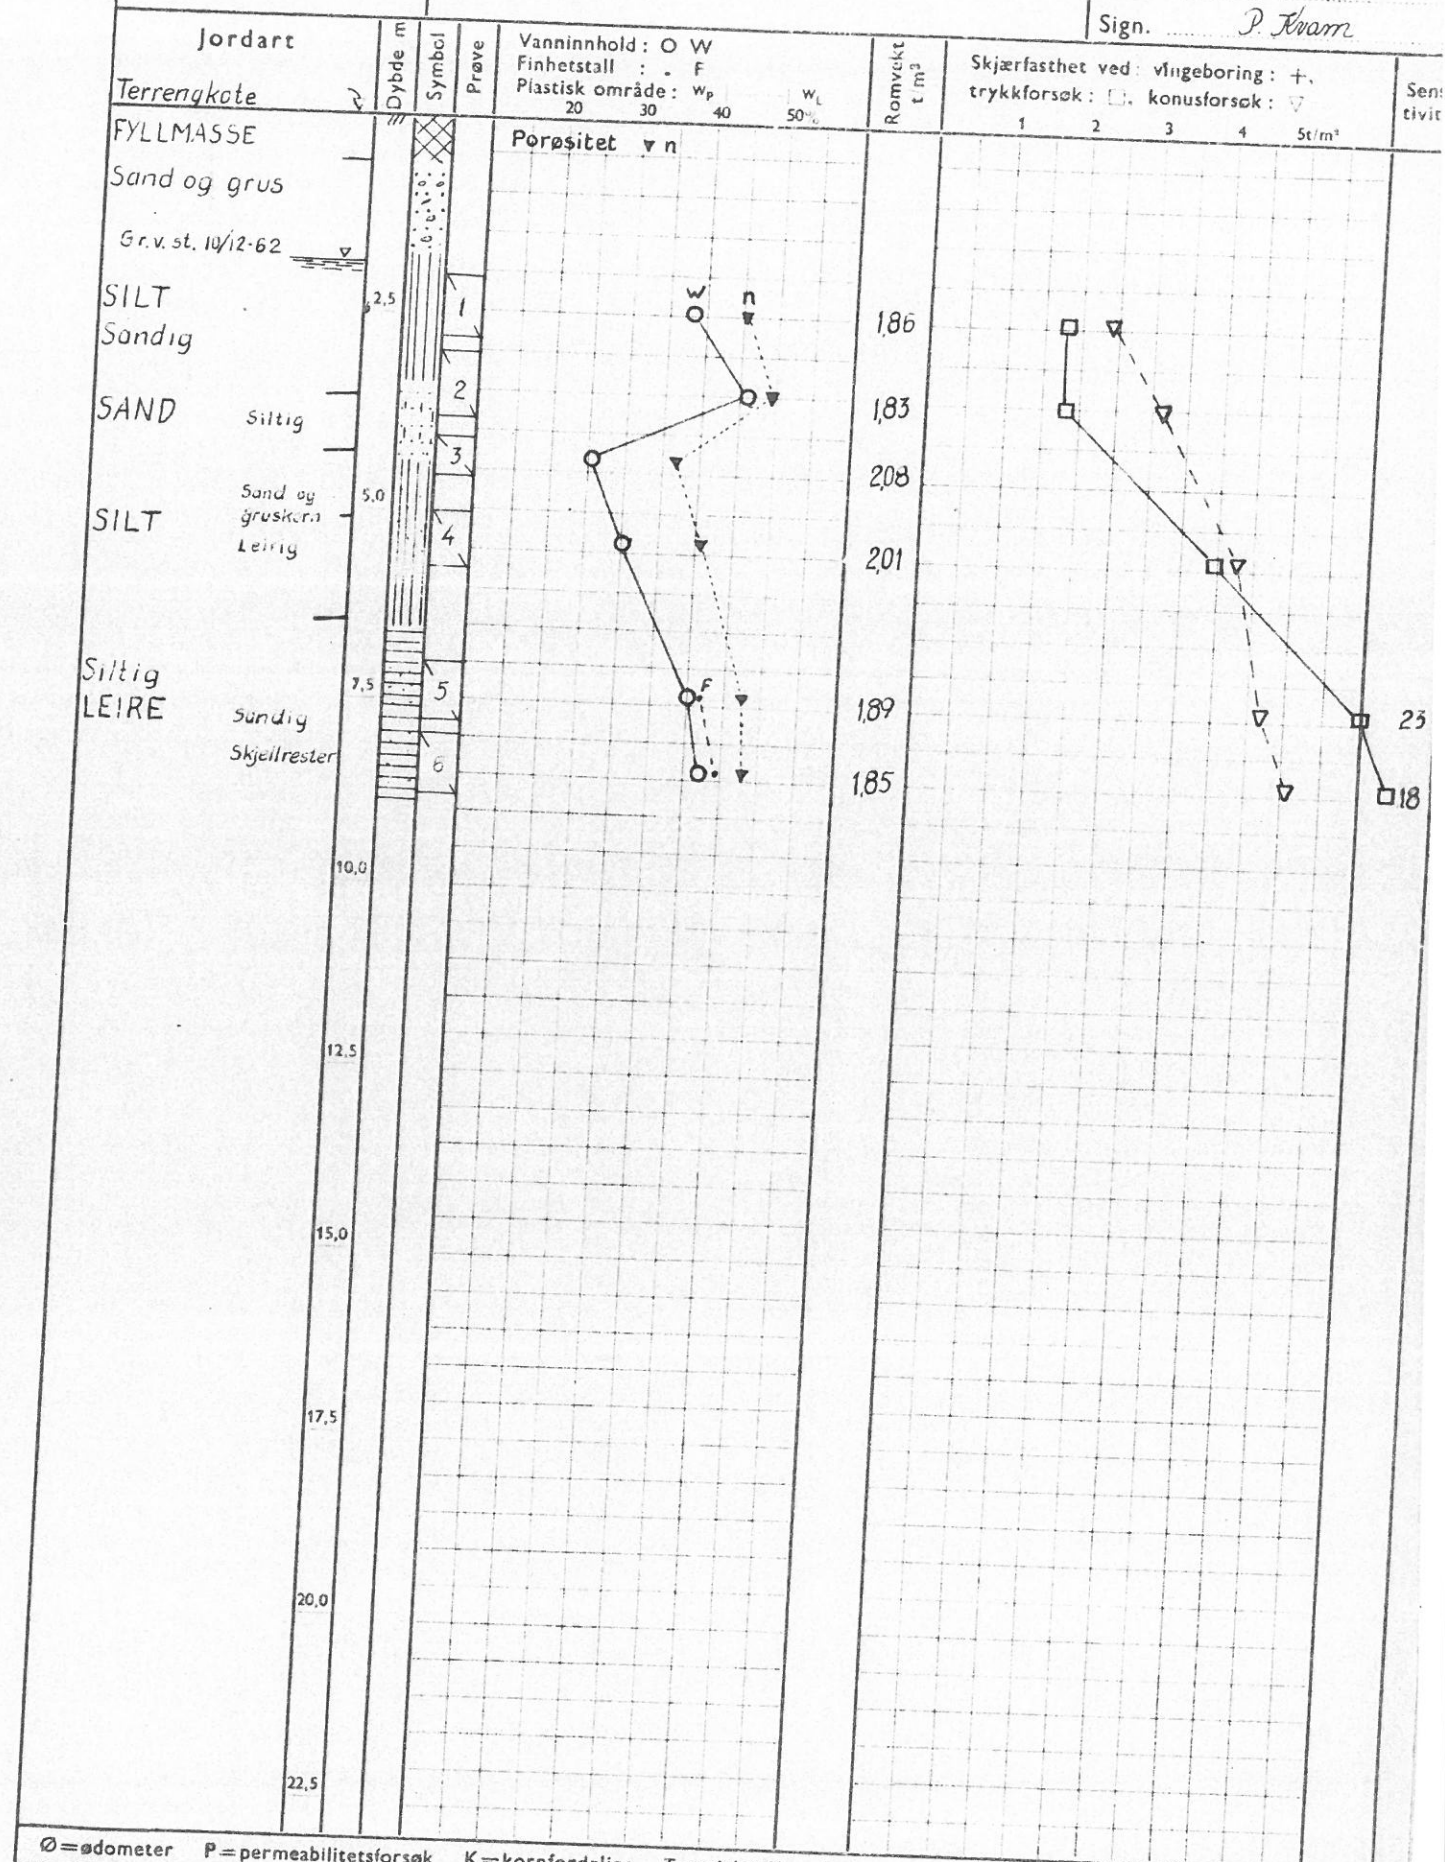 Sign. P. Kvam
Jordart
Terrengkote
Dybde m
Symbol
Prøve
Vanninnhold: O W
Finhetstall : . F
Plastisk område: wP wL
20 30 40 50%
Romvekt t/m³
Skjærfasthet ved: vingeboring: +,
trykkforsøk: □, konusforsøk: ▽
1 2 3 4 5t/m²
FYLLMASSE
Porøsitet ▼ n
Sand og grus
Gr.v.st. 10/12-62
SILT
Sandig
2,5
1
W n
1,86
2
SAND Siltig
1,83
3
2,08
Sand og
gruskorn
5,0
SILT
Leirig
4
2,01
Siltig
LEIRE
7,5
5
F
1,89
23
Sandig
Skjellrester
6
1,85
18
10,0
12,5
15,0
17,5
20,0
22,5
Ø=ødometer P=permeabilitetsforsøk